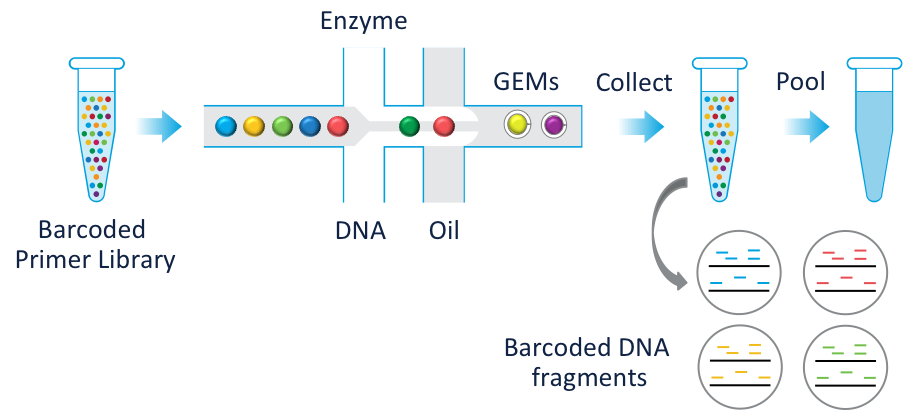 Enzyme
GEMs
Collect
Pool
Barcoded
Primer Library
DNA
Oil
Barcoded DNA
fragments